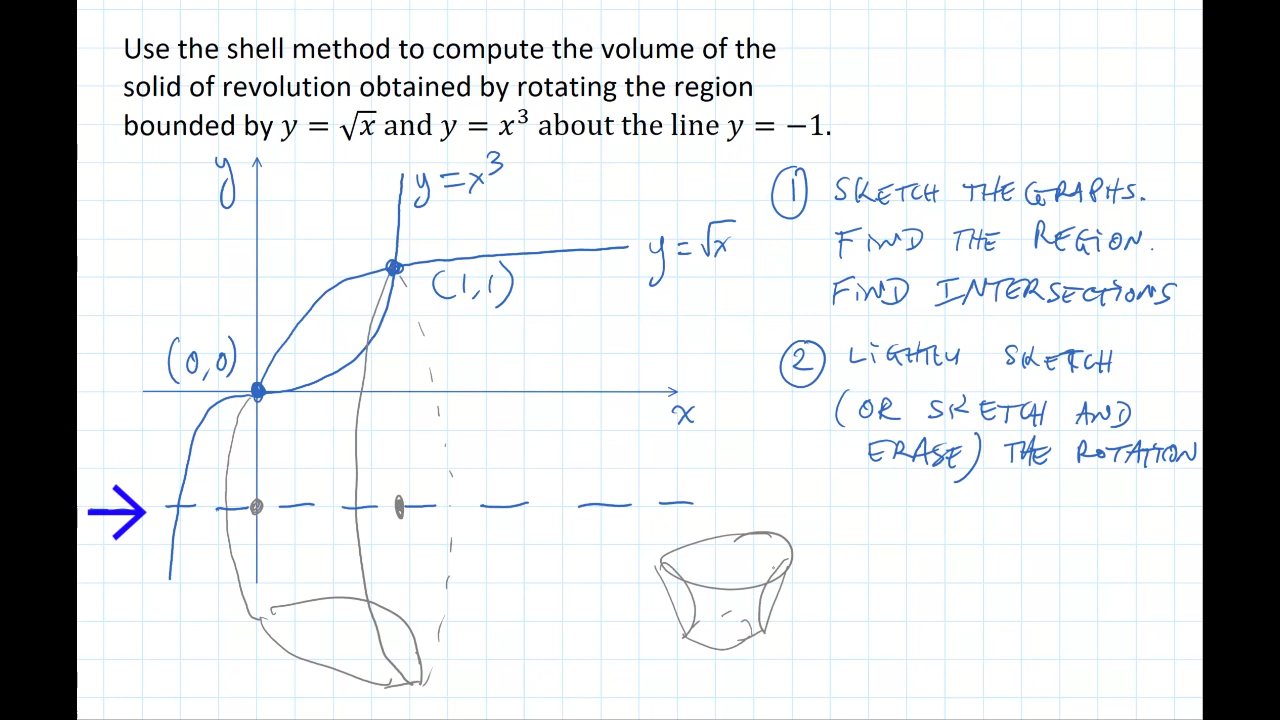 Use the shell method to compute the volume of the
solid of revolution obtained by rotating the region
bounded by y = √x and y = x³ about the line y = −1.
y
y = x³
y = √x
(1,1)
(0,0)
x
① SKETCH THE GRAPHS.
FIND THE REGION.
FIND INTERSECTIONS
② LIGHTLY SKETCH
(OR SKETCH AND
ERASE) THE ROTATION